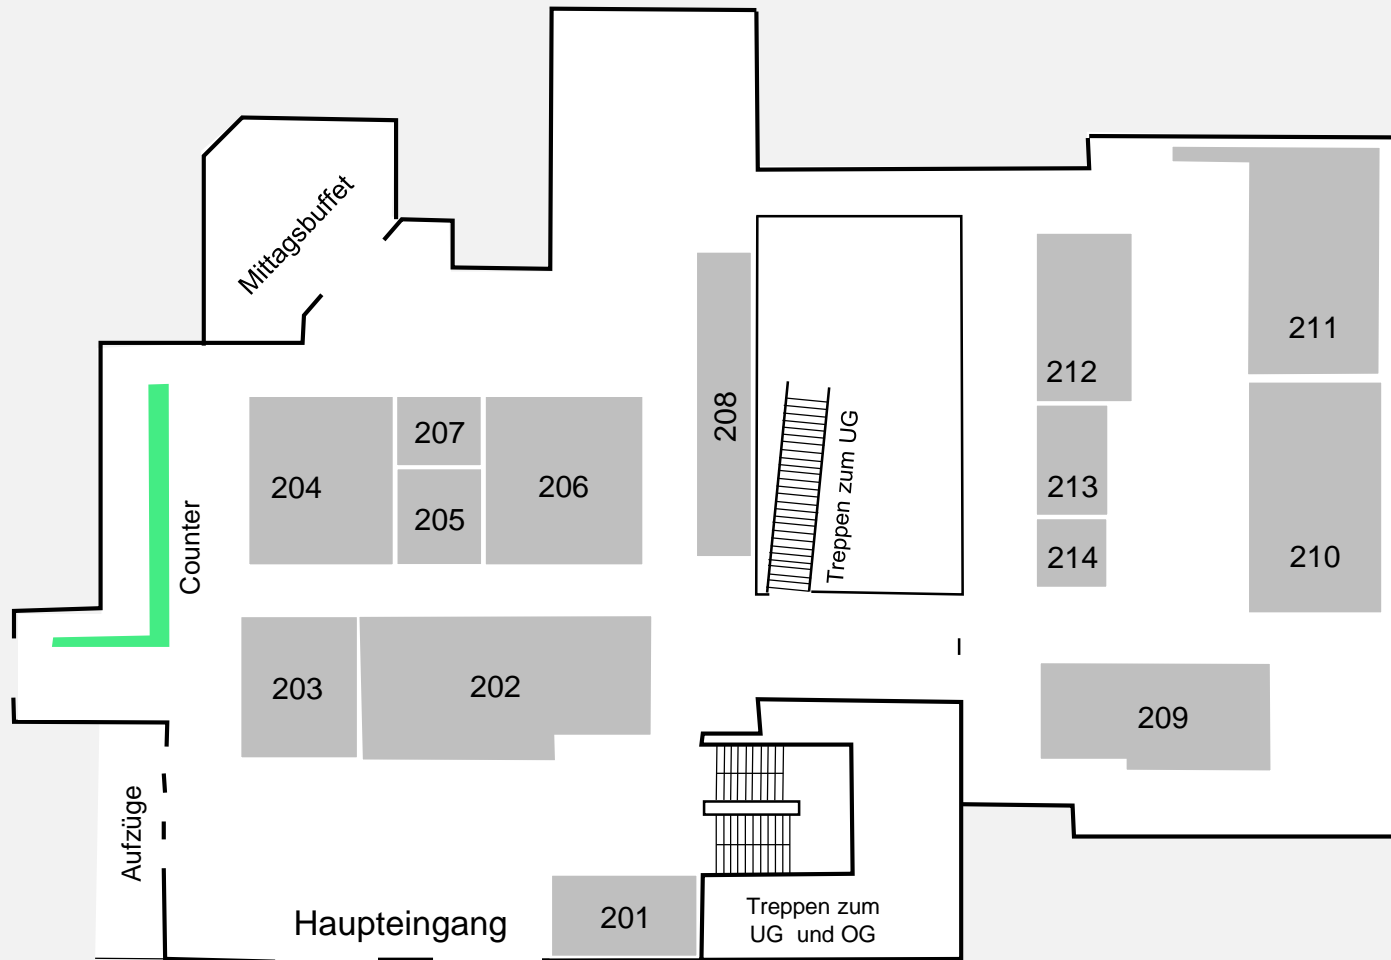 Mittagsbuffet
211
212
208
207
204
206
213
205
Treppen zum UG
Counter
214
210
203
202
209
Aufzüge
Haupteingang
201
Treppen zum
UG und OG